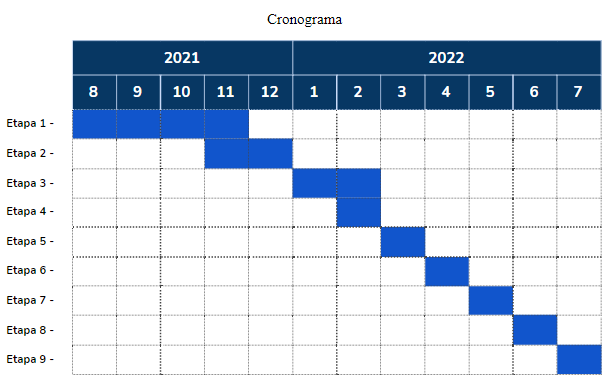 Cronograma
2021 2022
8 9 10 11 12 1 2 3 4 5 6 7
Etapa 1 -
Etapa 2 -
Etapa 3 -
Etapa 4 -
Etapa 5 -
Etapa 6 -
Etapa 7 -
Etapa 8 -
Etapa 9 -